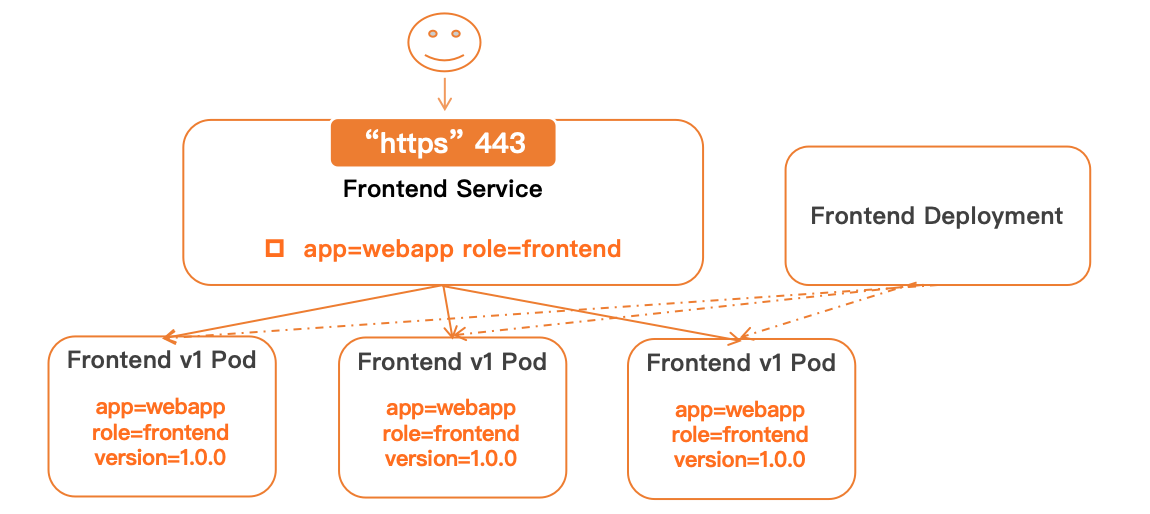 “https” 443
Frontend Service
app=webapp role=frontend
Frontend Deployment
Frontend v1 Pod
app=webapp
role=frontend
version=1.0.0
Frontend v1 Pod
app=webapp
role=frontend
version=1.0.0
Frontend v1 Pod
app=webapp
role=frontend
version=1.0.0